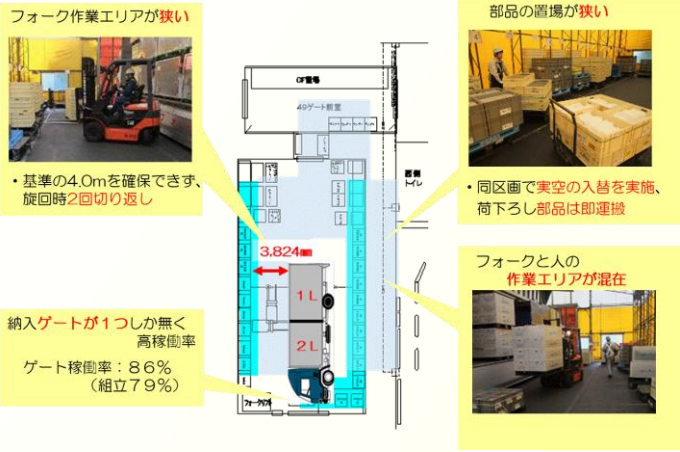 フォーク作業エリアが狭い
・基準の4.0mを確保できず、
旋回時2回切り返し
納入ゲートが1つしか無く
高稼働率
ゲート稼働率：８６％
（組立７９％）
部品の置場が狭い
・同区画で実空の入替を実施、
荷下ろし部品は即運搬
フォークと人の
作業エリアが混在
CF置場
49ゲート前室
3.824
1L
2L